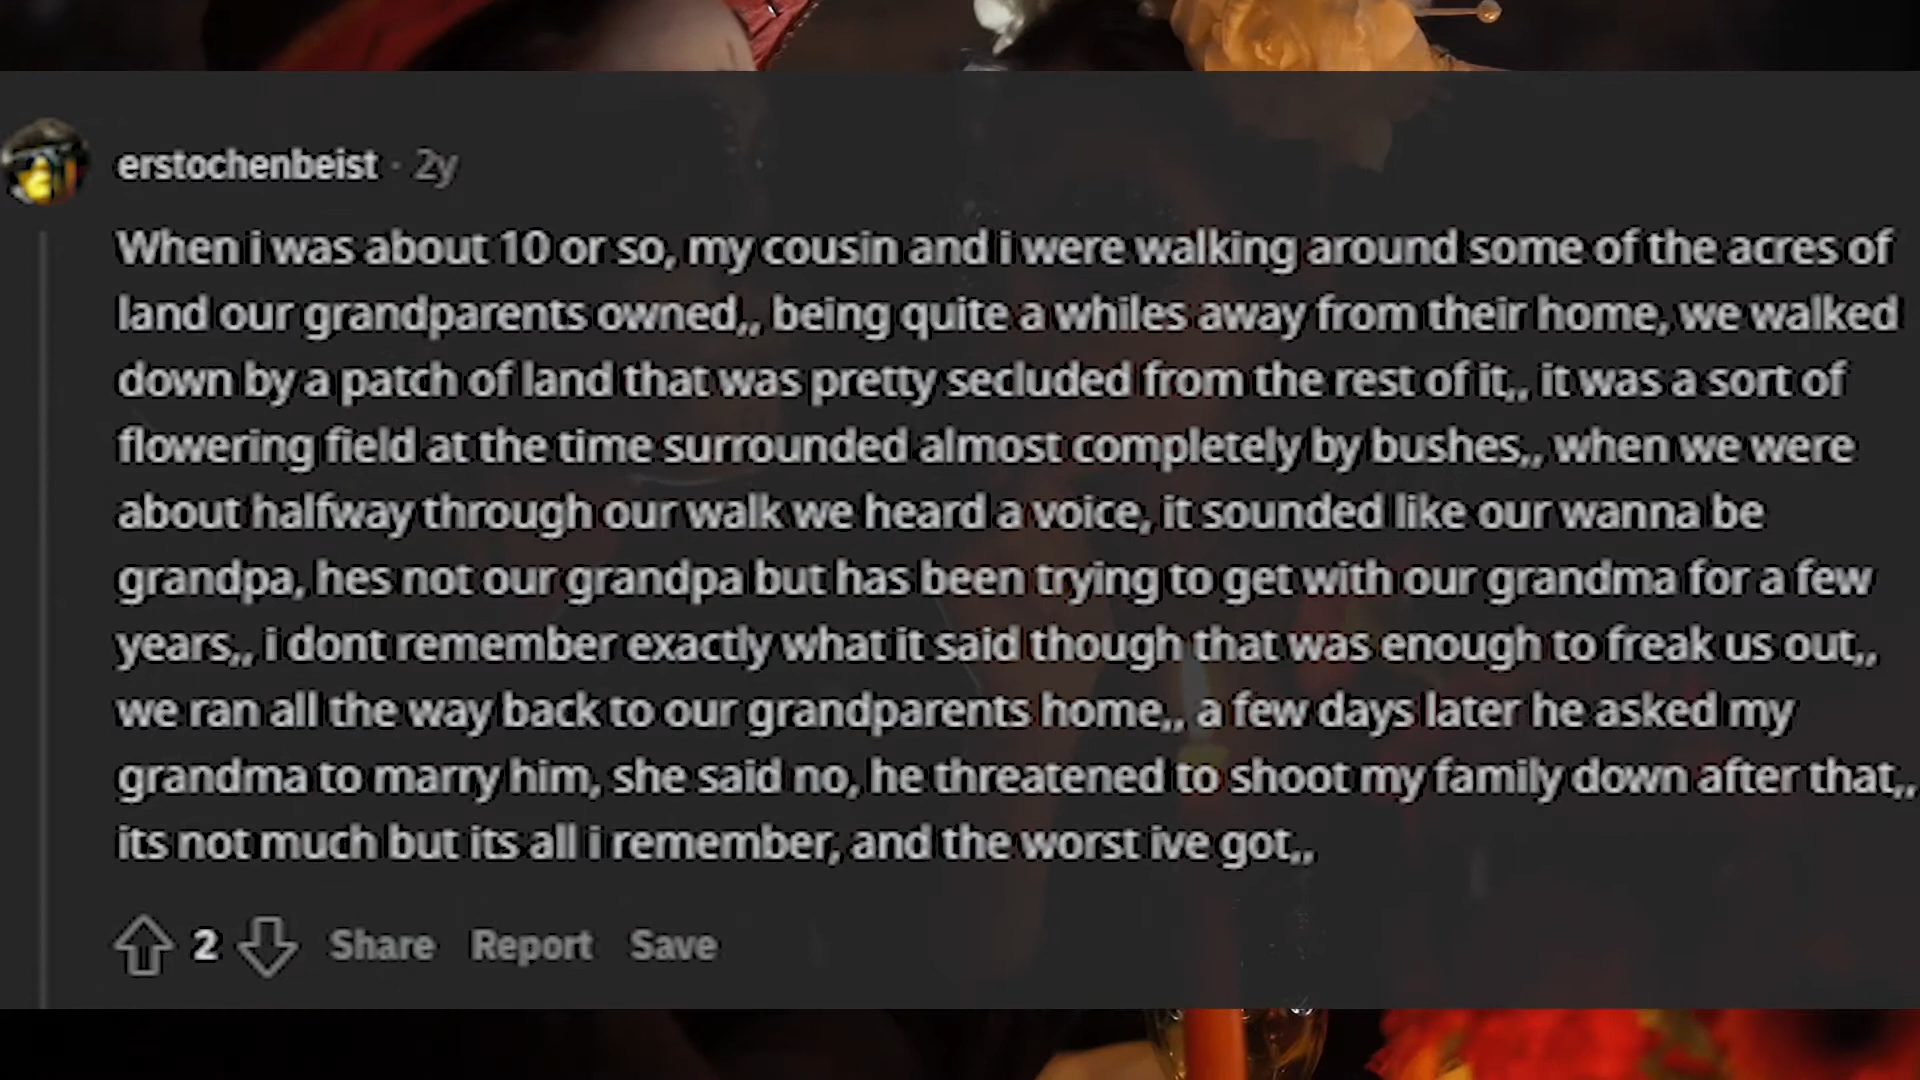 erstochenbeist · 2y
When i was about 10 or so, my cousin and i were walking around some of the acres of
land our grandparents owned,, being quite a whiles away from their home, we walked
down by a patch of land that was pretty secluded from the rest of it,, it was a sort of
flowering field at the time surrounded almost completely by bushes,, when we were
about halfway through our walk we heard a voice, it sounded like our wanna be
grandpa, hes not our grandpa but has been trying to get with our grandma for a few
years,, i dont remember exactly what it said though that was enough to freak us out,,
we ran all the way back to our grandparents home,, a few days later he asked my
grandma to marry him, she said no, he threatened to shoot my family down after that,,
its not much but its all i remember, and the worst ive got,,
2 Share Report Save